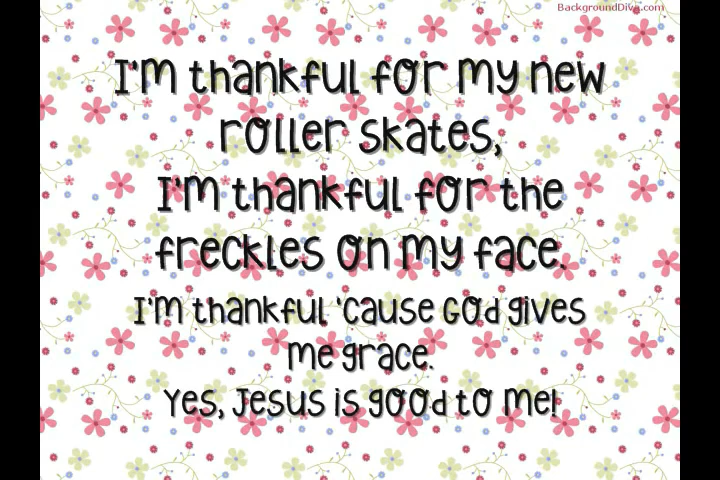 BackgroundDiva.com
I'm thankful for my new
roller skates,
I'm thankful for the
freckles on my face.
I'm thankful 'cause God gives
me grace.
Yes, Jesus is good to me!